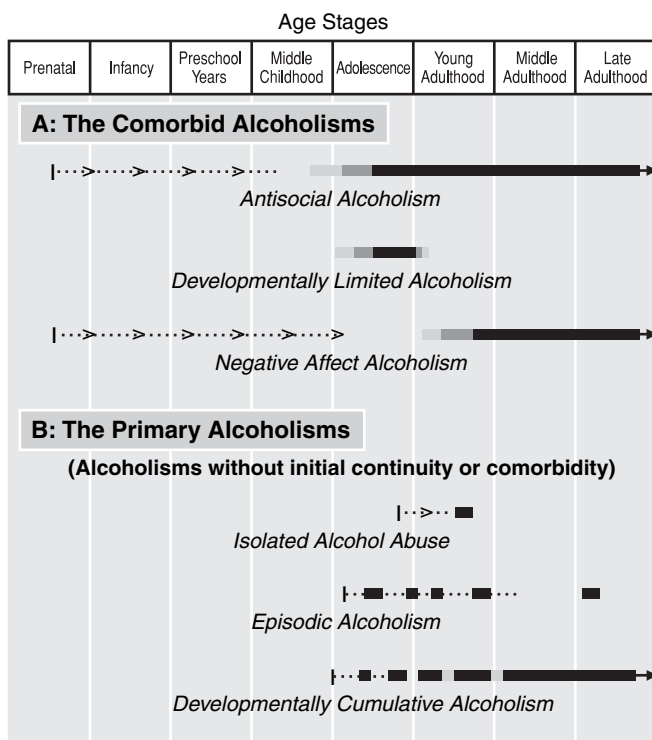 Age Stages
Prenatal
Infancy
Preschool
Years
Middle
Childhood
Adolescence
Young
Adulthood
Middle
Adulthood
Late
Adulthood
A: The Comorbid Alcoholisms
Antisocial Alcoholism
Developmentally Limited Alcoholism
Negative Affect Alcoholism
B: The Primary Alcoholisms
(Alcoholisms without initial continuity or comorbidity)
Isolated Alcohol Abuse
Episodic Alcoholism
Developmentally Cumulative Alcoholism